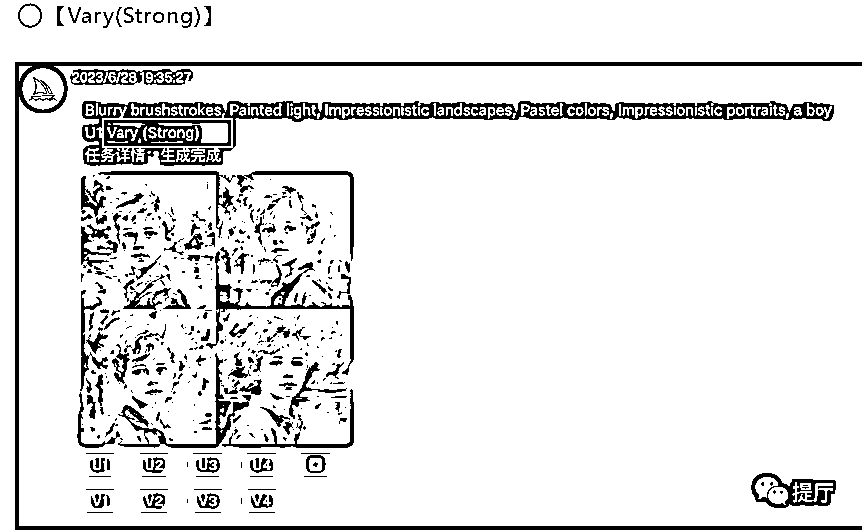 ○【Vary(Strong)】
2023/6/28 19:35:27
Blurry brushstrokes, Painted light, Impressionistic landscapes, Pastel colors, Impressionistic portraits, a boy
U1 Vary (Strong)
任务详情: 生成完成
U1 U2 U3 U4
V1 V2 V3 V4
提厅